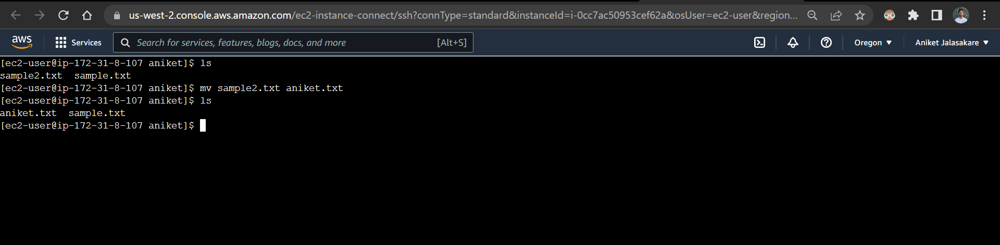 us-west-2.console.aws.amazon.com/ec2-instance-connect/ssh?connType=standard&instanceId=i-0cc7ac50953cef62a&osUser=ec2-user&region...
aws Services Search for services, features, blogs, docs, and more [Alt+S] Oregon Aniket Jalasakare
[ec2-user@ip-172-31-8-107 aniket]$ ls
sample2.txt  sample.txt
[ec2-user@ip-172-31-8-107 aniket]$ mv sample2.txt aniket.txt
[ec2-user@ip-172-31-8-107 aniket]$ ls
aniket.txt  sample.txt
[ec2-user@ip-172-31-8-107 aniket]$